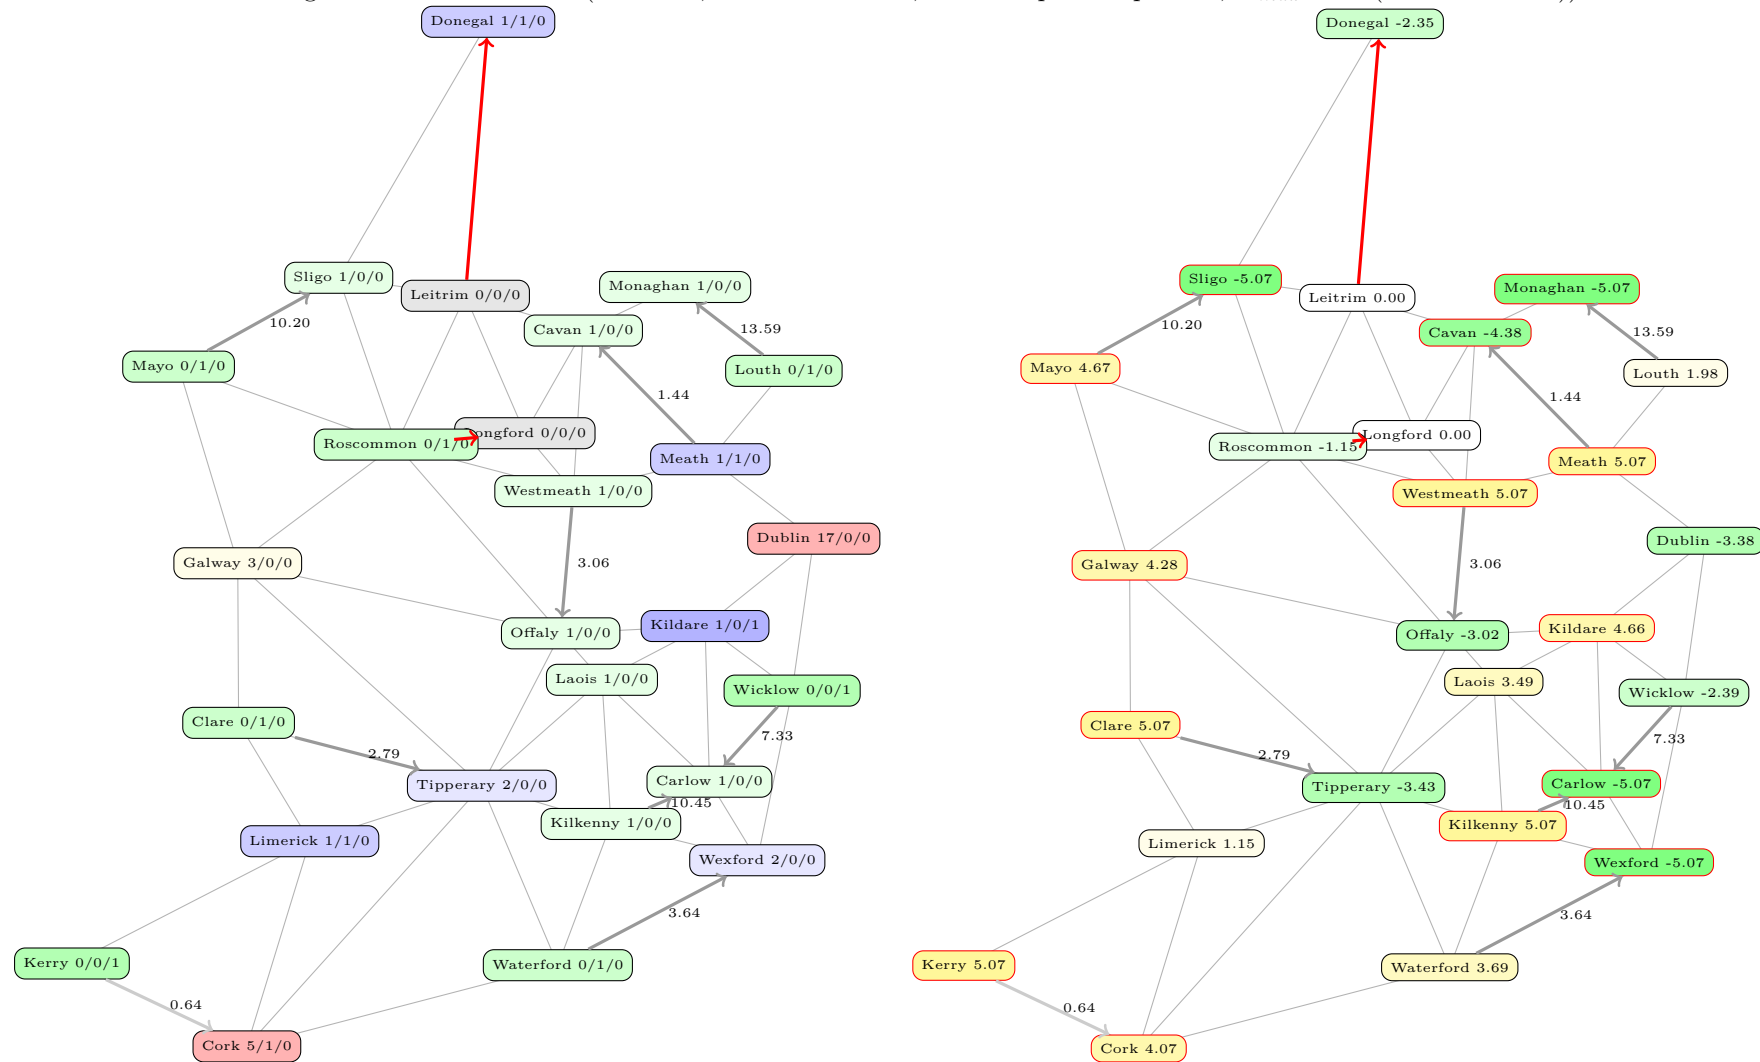 Donegal 1/1/0
Sligo 1/0/0
Leitrim 0/0/0
Monaghan 1/0/0
10.20
Cavan 1/0/0
13.59
Mayo 0/1/0
Louth 0/1/0
1.44
Roscommon 0/1/0
ongford 0/0/0
Meath 1/1/0
Westmeath 1/0/0
Dublin 17/0/0
Galway 3/0/0
3.06
Offaly 1/0/0
Kildare 1/0/1
Laois 1/0/0
Wicklow 0/0/1
Clare 0/1/0
7.33
2.79
Tipperary 2/0/0
Carlow 1/0/0
10.45
Kilkenny 1/0/0
Limerick 1/1/0
Wexford 2/0/0
3.64
Kerry 0/0/1
Waterford 0/1/0
0.64
Cork 5/1/0
Donegal -2.35
Sligo -5.07
Leitrim 0.00
Monaghan -5.07
10.20
Cavan -4.38
13.59
Mayo 4.67
Louth 1.98
1.44
Roscommon -1.15
Longford 0.00
Meath 5.07
Westmeath 5.07
Dublin -3.38
Galway 4.28
3.06
Offaly -3.02
Kildare 4.66
Laois 3.49
Wicklow -2.39
Clare 5.07
7.33
2.79
Tipperary -3.43
Carlow -5.07
10.45
Kilkenny 5.07
Limerick 1.15
Wexford -5.07
3.64
Kerry 5.07
Waterford 3.69
0.64
Cork 4.07